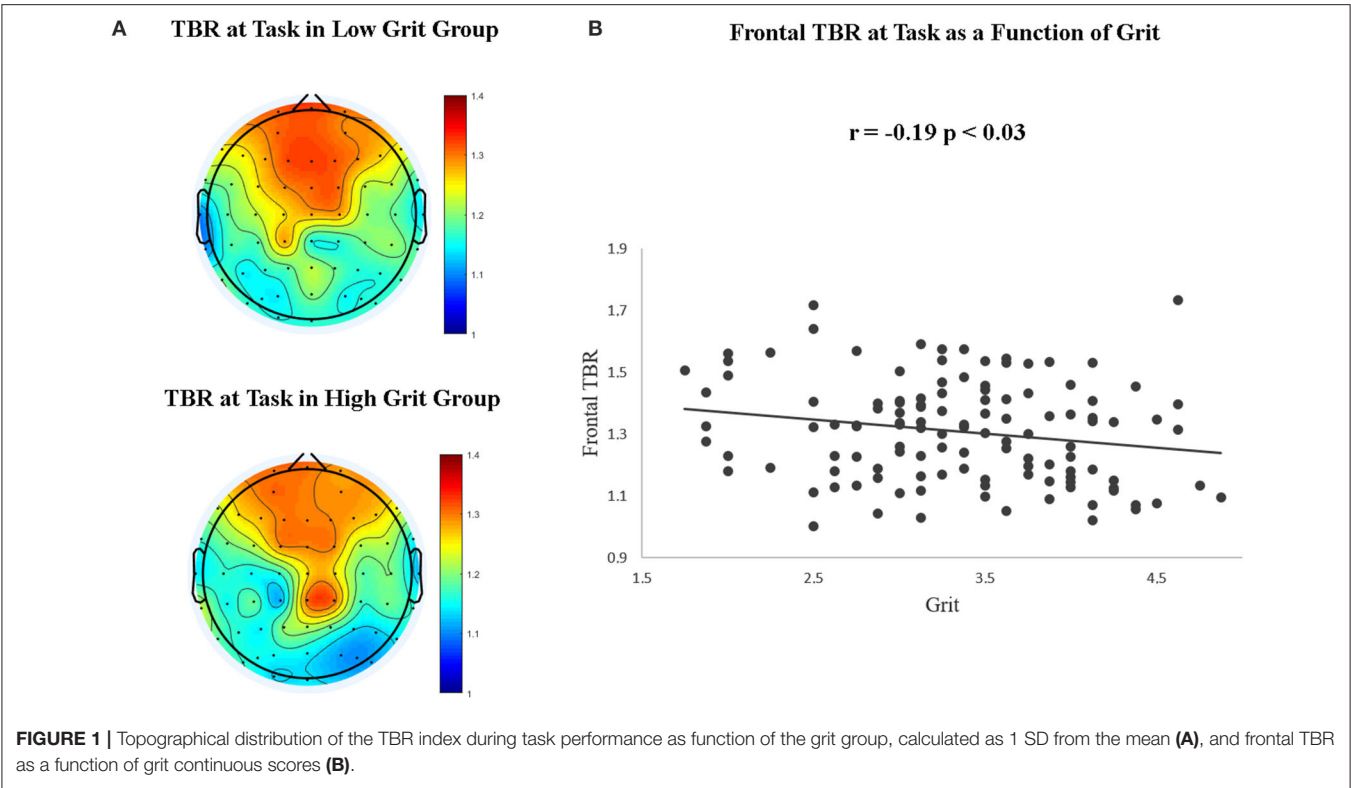 A
TBR at Task in Low Grit Group
1.4
1.3
1.2
1.1
1
TBR at Task in High Grit Group
1.4
1.3
1.2
1.1
1
B
Frontal TBR at Task as a Function of Grit
r = -0.19 p < 0.03
Frontal TBR
1.9
1.7
1.5
1.3
1.1
0.9
1.5 2.5 3.5 4.5
Grit
FIGURE 1 | Topographical distribution of the TBR index during task performance as function of the grit group, calculated as 1 SD from the mean (A), and frontal TBR
as a function of grit continuous scores (B).